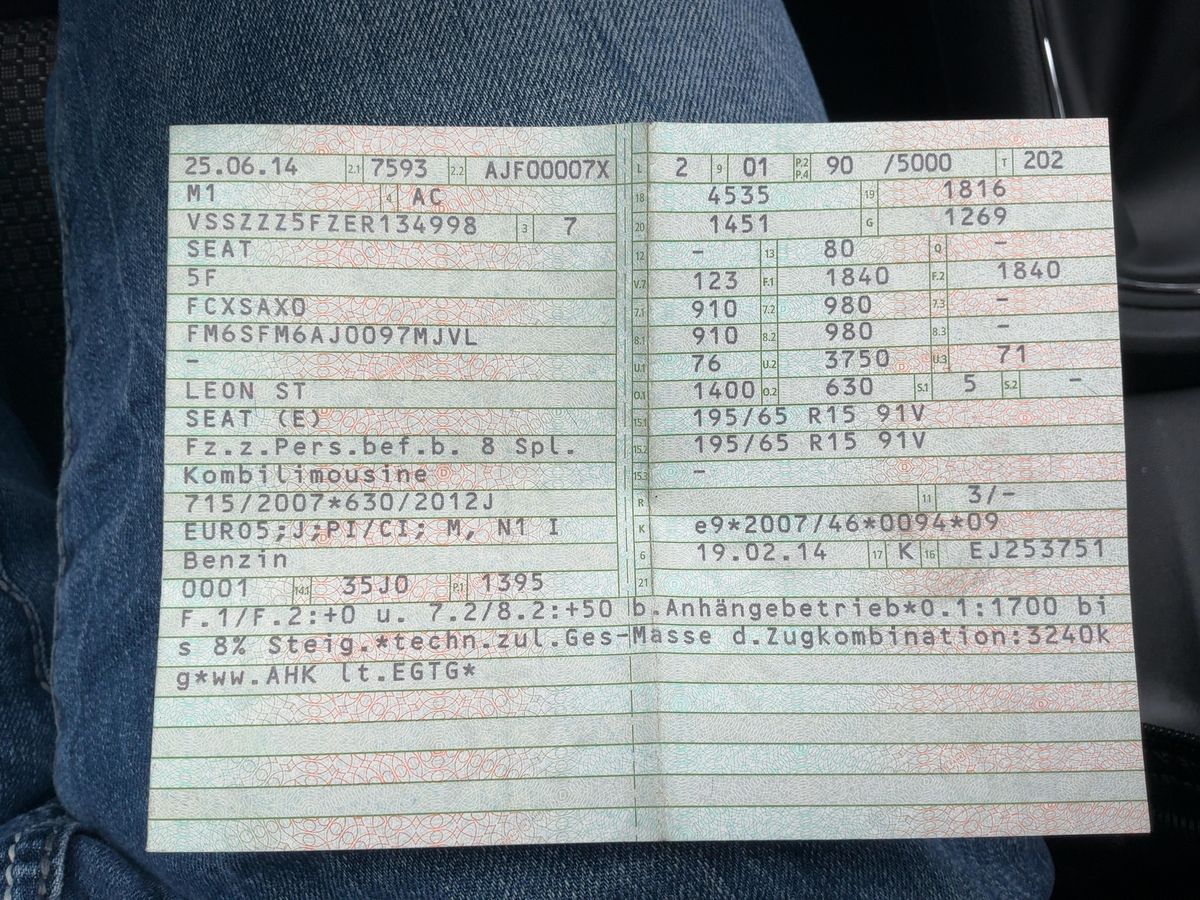 25.06.14 2.1 7593 2.2 AJF00007X L 2 9 01 P.2 P.4 90 /5000 T 202
M1 4 AC 18 4535 19 1816
VSSZZZ5FZER134998 3 7 20 1451 G 1269
SEAT 12 - 13 80 Q -
5F V.7 123 F.1 1840 F.2 1840
FCXSAX0 7.1 910 7.2 980 7.3 -
FM6SFM6AJ0097MJVL 8.1 910 8.2 980 8.3 -
- U.1 76 U.2 3750 U.3 71
LEON ST O.1 1400 O.2 630 S.1 5 S.2 -
SEAT (E) 15.1 195/65 R15 91V
Fz.z.Pers.bef.b. 8 Spl. 15.2 195/65 R15 91V
Kombilimousine 15.3 -
715/2007*630/2012J R 11 3/-
EURO5;J;PI/CI; M, N1 I K e9*2007/46*0094*09
Benzin 6 19.02.14 17 K 16 EJ253751
0001 14.1 35J0 P.1 1395 21
F.1/F.2:+0 u. 7.2/8.2:+50 b.Anhängebetrieb*0.1:1700 bi
s 8% Steig.*techn.zul.Ges-Masse d.Zugkombination:3240k
g*ww.AHK lt.EGTG*